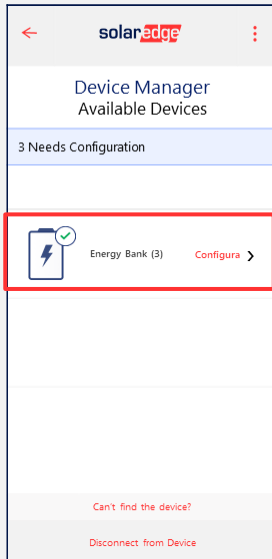 solaredge
Device Manager
Available Devices
3 Needs Configuration
Energy Bank (3) Configura
Can't find the device?
Disconnect from Device